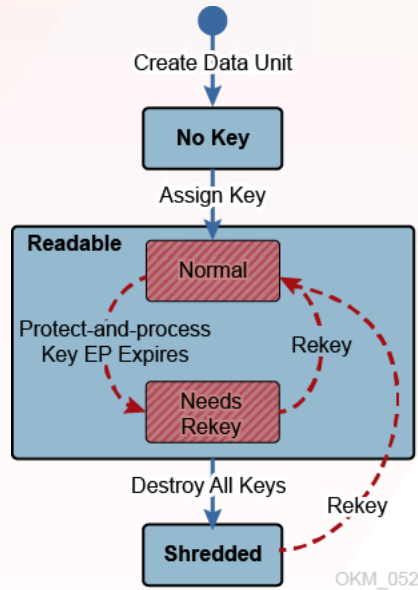 Create Data Unit
No Key
Assign Key
Readable
Normal
Protect-and-process
Key EP Expires
Rekey
Needs
Rekey
Destroy All Keys
Rekey
Shredded
OKM_052